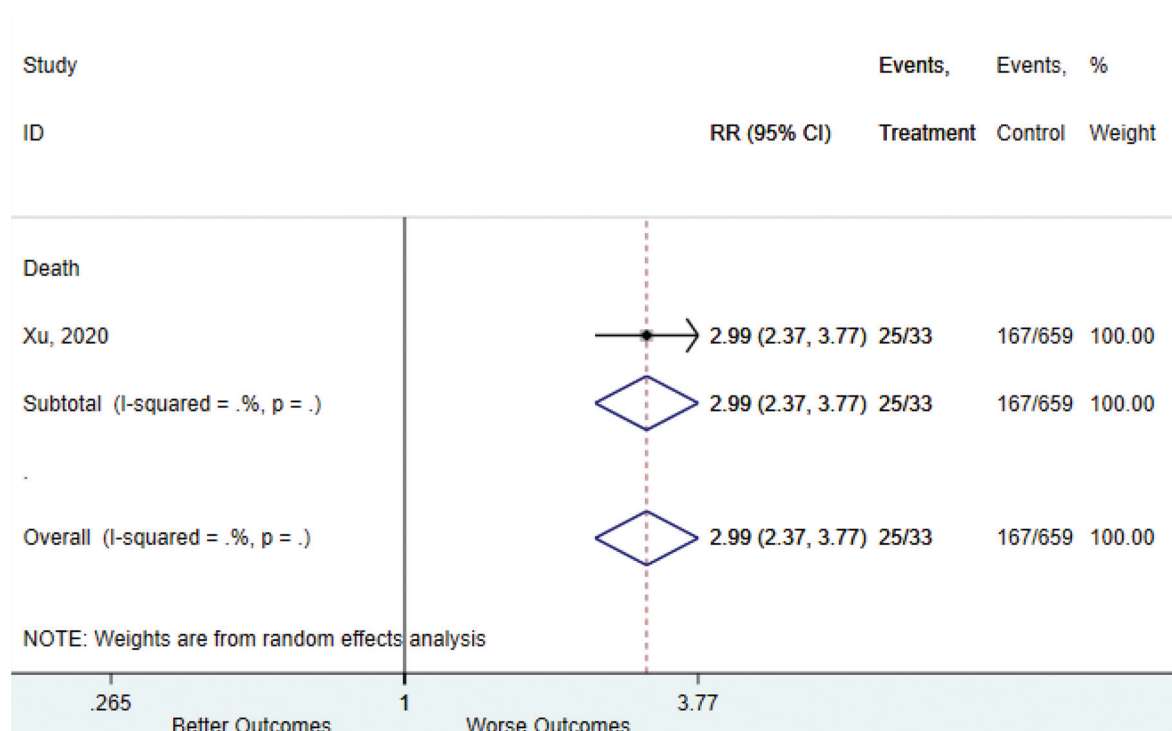 Study Events, Events, %
ID RR (95% CI) Treatment Control Weight
Death
Xu, 2020 2.99 (2.37, 3.77) 25/33 167/659 100.00
Subtotal (I-squared = .%, p = .) 2.99 (2.37, 3.77) 25/33 167/659 100.00
.
Overall (I-squared = .%, p = .) 2.99 (2.37, 3.77) 25/33 167/659 100.00
NOTE: Weights are from random effects analysis
.265 1 3.77
Better Outcomes Worse Outcomes